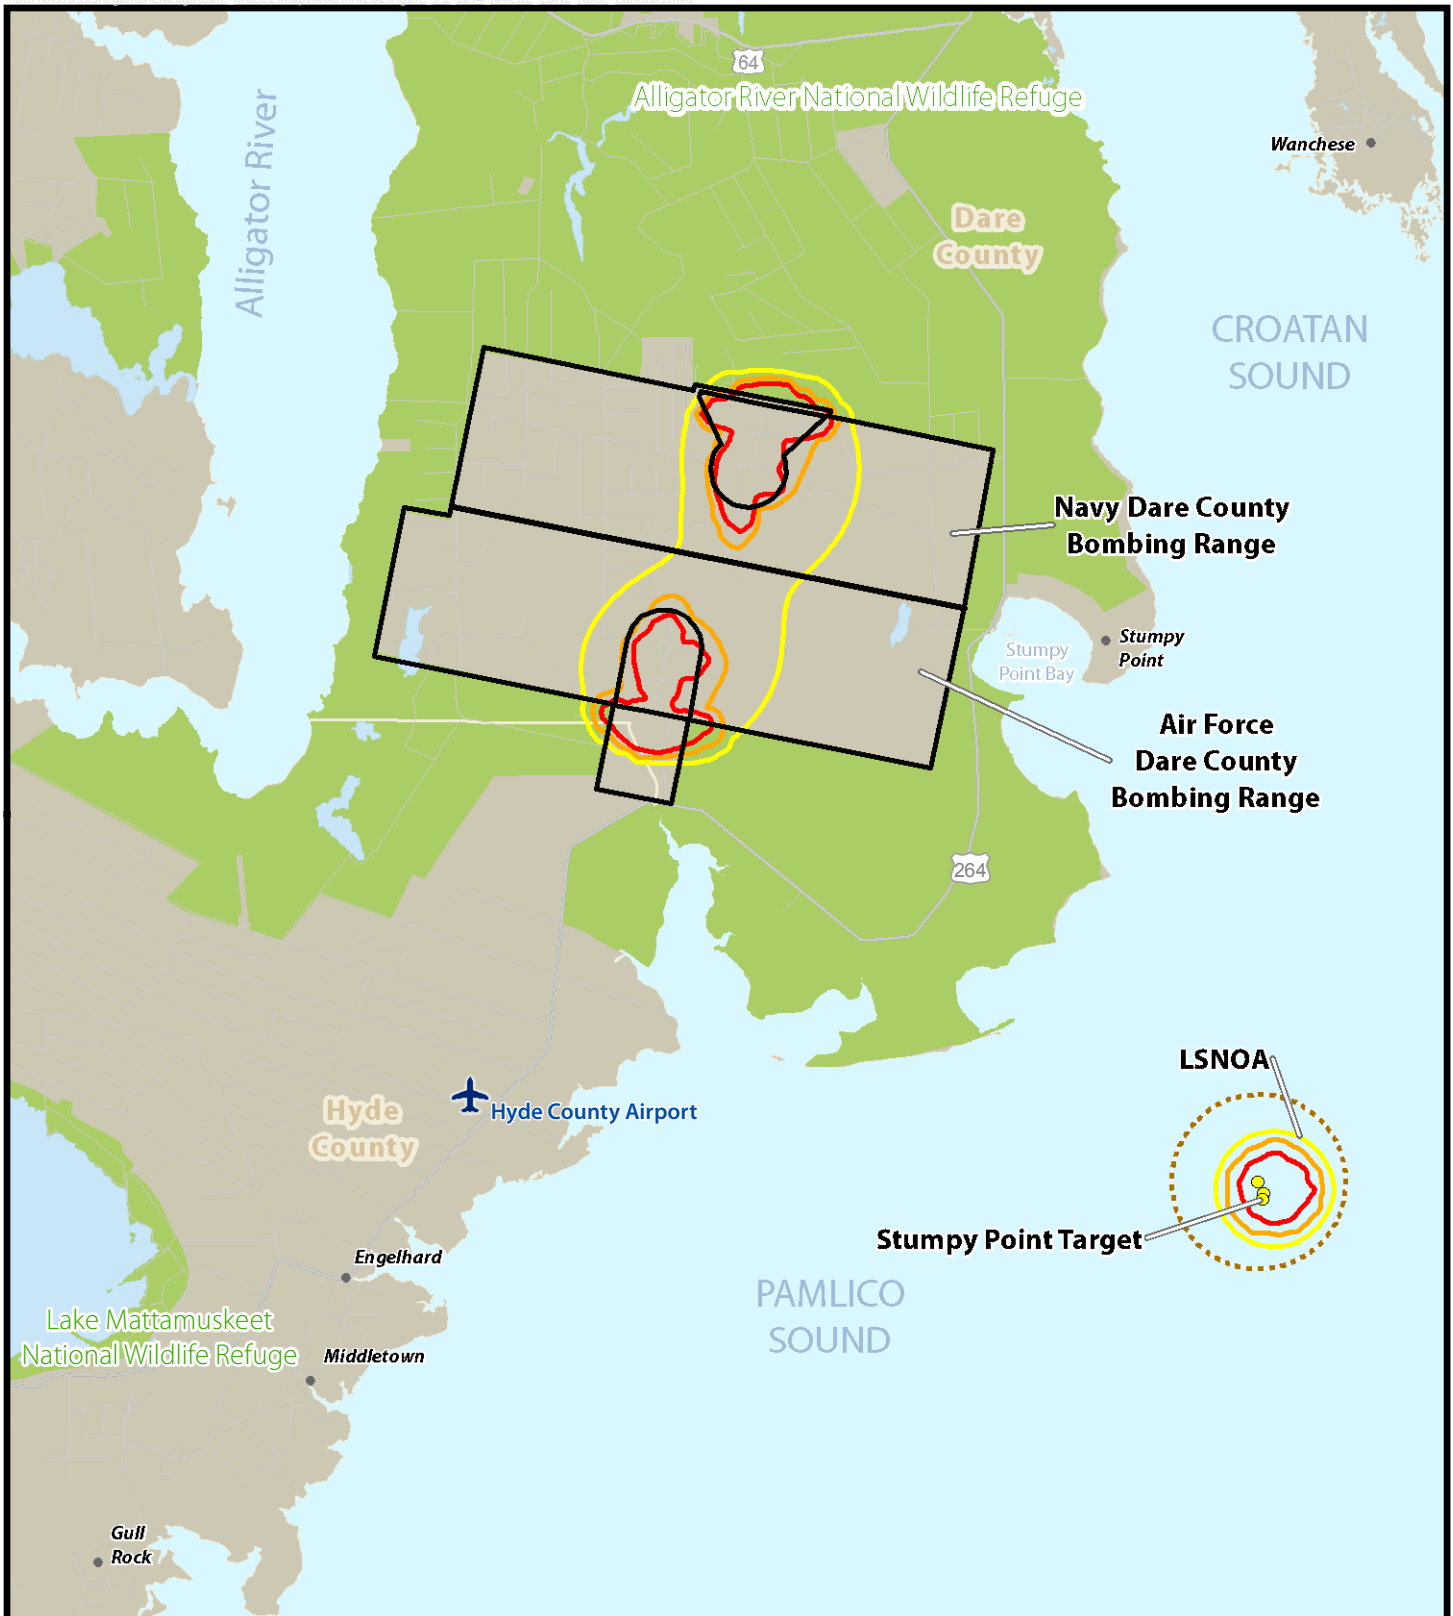 64
Alligator River National Wildlife Refuge
Wanchese
Alligator River
Dare
County
CROATAN
SOUND
Navy Dare County
Bombing Range
Stumpy
Point
Stumpy
Point Bay
Air Force
Dare County
Bombing Range
264
LSNOA
Hyde County Airport
Hyde
County
Stumpy Point Target
Engelhard
PAMLICO
SOUND
Lake Mattamuskeet
National Wildlife Refuge
Middletown
Gull
Rock